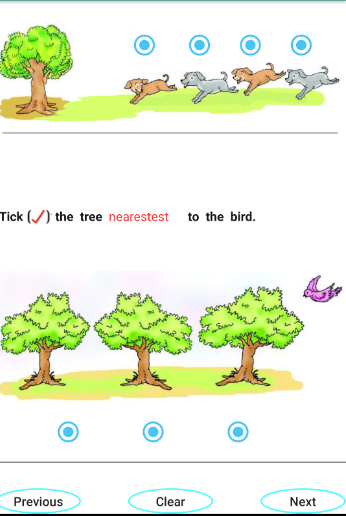 Tick (✓) the tree nearestest to the bird.
Previous Clear Next